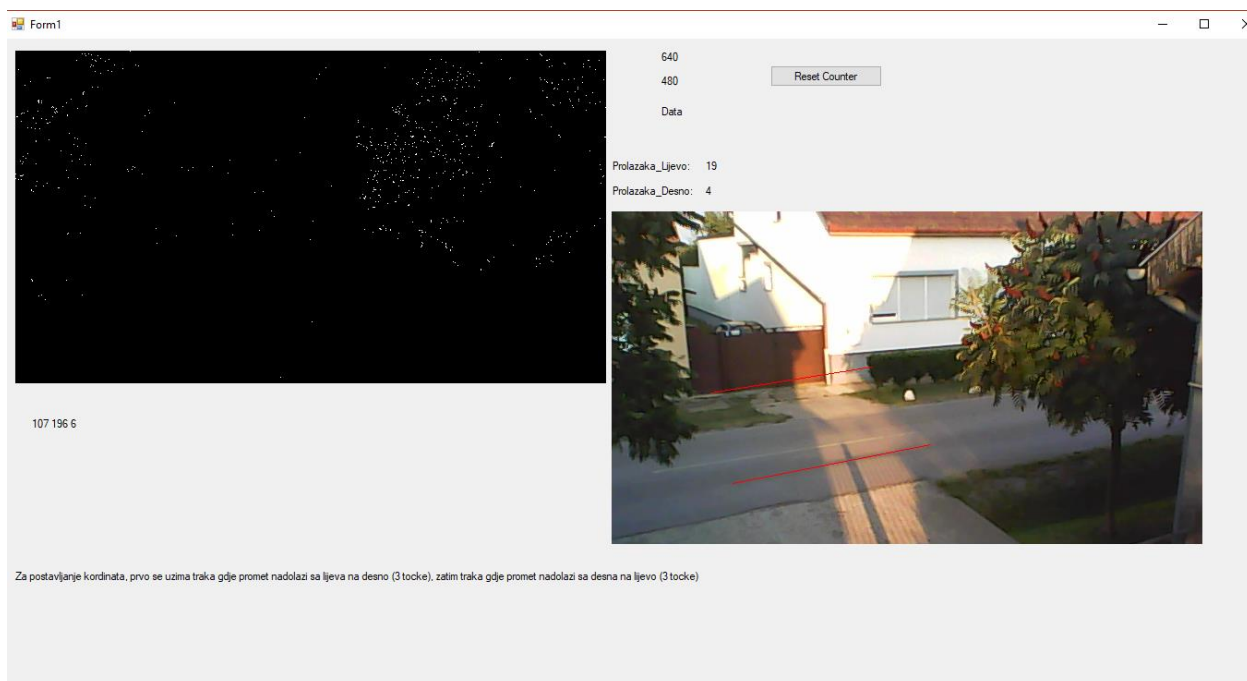 Form1
640
480
Reset Counter
Data
Prolazaka_Lijevo: 19
Prolazaka_Desno: 4
107 196 6
Za postavljanje kordinata, prvo se uzima traka gdje promet nadolazi sa lijeva na desno (3 tocke), zatim traka gdje promet nadolazi sa desna na lijevo (3 tocke)